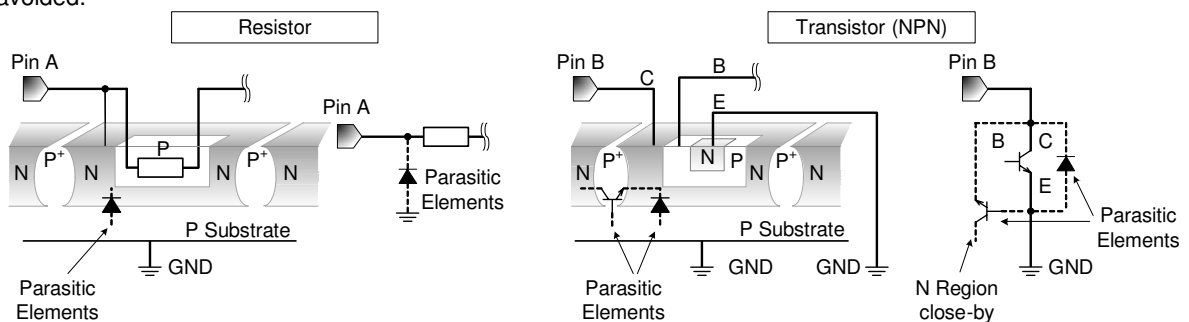 avoided.
Resistor
Transistor (NPN)
Pin A
Pin A
N
P+
N
P
N
P+
N
Parasitic
Elements
P Substrate
GND
Parasitic
Elements
Pin B
C
B
E
N
P+
N
N
P
N
P+
N
P Substrate
GND
GND
Parasitic
Elements
Pin B
B
C
E
Parasitic
Elements
GND
N Region
close-by